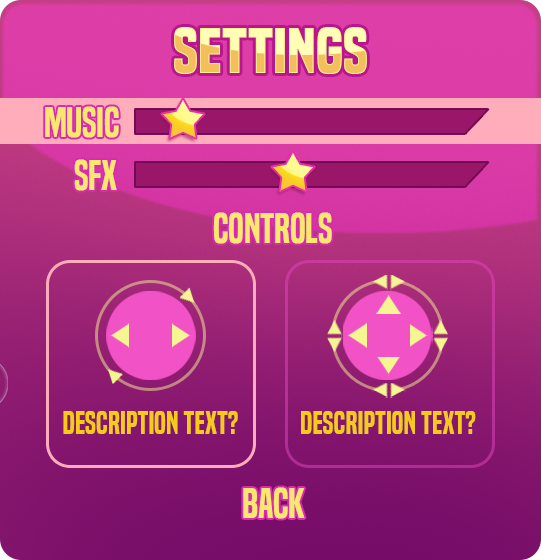 SETTINGS
MUSIC
SFX
CONTROLS
DESCRIPTION TEXT?
DESCRIPTION TEXT?
BACK